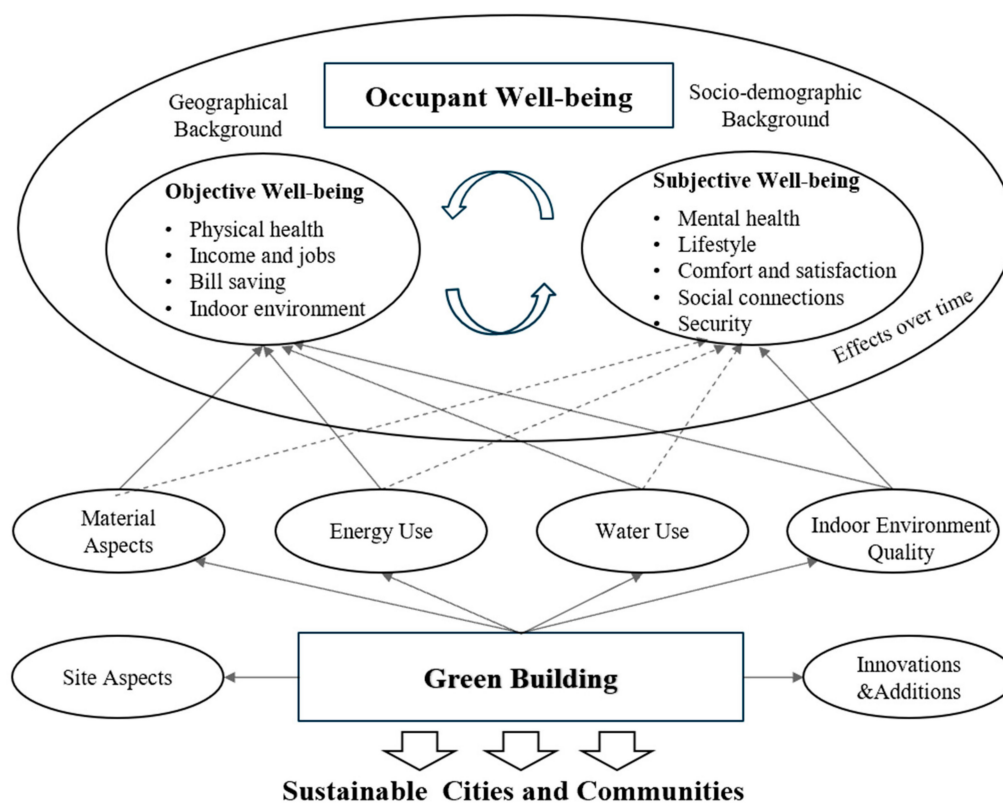 Occupant Well-being
Geographical
Background
Socio-demographic
Background
Objective Well-being
• Physical health
• Income and jobs
• Bill saving
• Indoor environment
Subjective Well-being
• Mental health
• Lifestyle
• Comfort and satisfaction
• Social connections
• Security
Effects over time
Material
Aspects
Energy Use
Water Use
Indoor Environment
Quality
Site Aspects
Green Building
Innovations
&Additions
Sustainable Cities and Communities